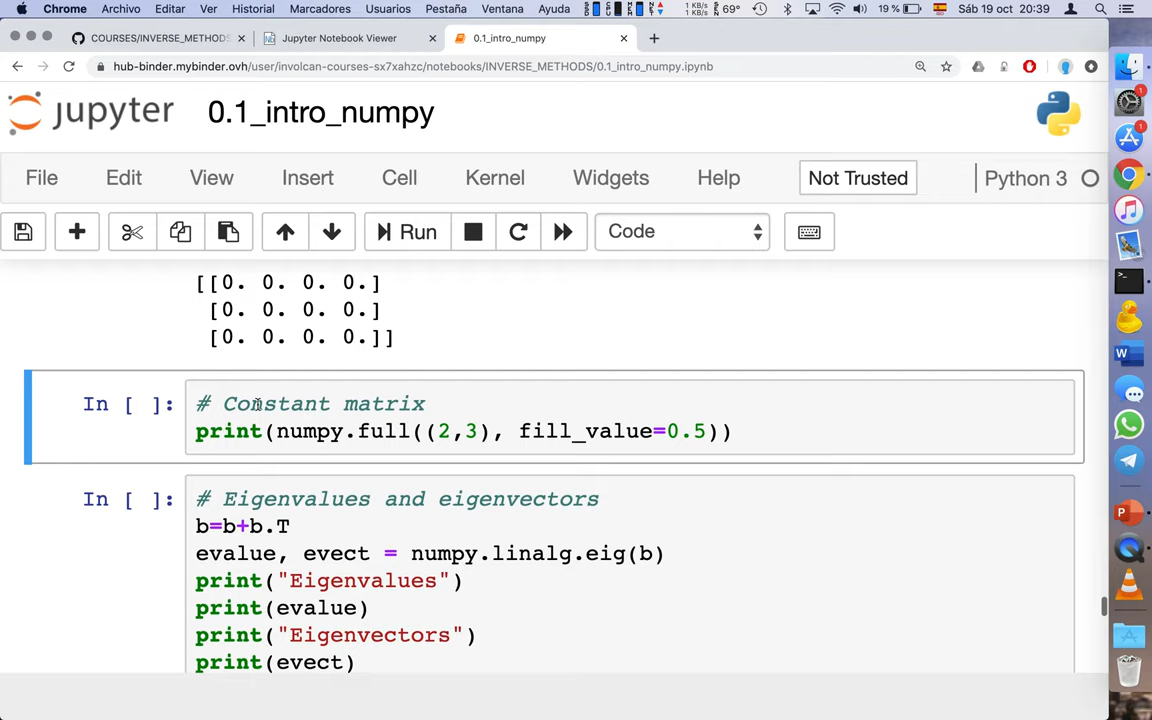 Chrome Archivo Editar Ver Historial Marcadores Usuarios Pestaña Ventana Ayuda 1 KB/s 69° 19 % Sáb 19 oct 20:39
COURSES/INVERSE_METHODS Jupyter Notebook Viewer 0.1_intro_numpy
hub-binder.mybinder.ovh/user/involcan-courses-sx7xahzc/notebooks/INVERSE_METHODS/0.1_intro_numpy.ipynb
jupyter 0.1_intro_numpy
File Edit View Insert Cell Kernel Widgets Help Not Trusted Python 3
Run Code
[[0. 0. 0. 0.]
[0. 0. 0. 0.]
[0. 0. 0. 0.]]
In [ ]: # Constant matrix
print(numpy.full((2,3), fill_value=0.5))
In [ ]: # Eigenvalues and eigenvectors
b=b+b.T
evalue, evect = numpy.linalg.eig(b)
print("Eigenvalues")
print(evalue)
print("Eigenvectors")
print(evect)